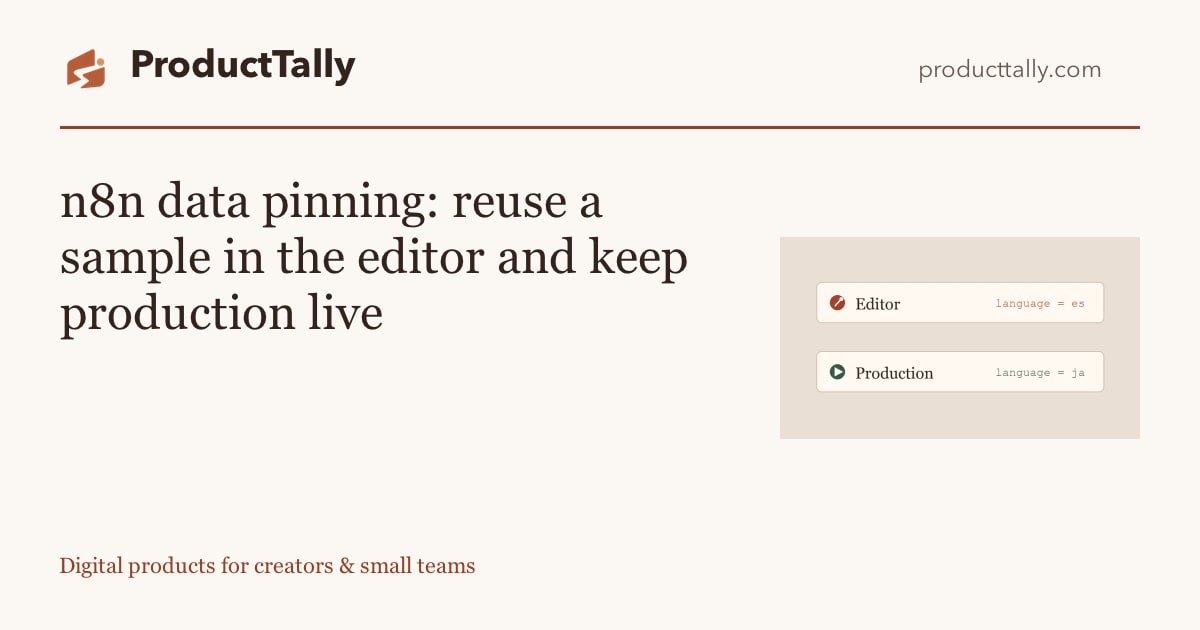 ProductTally
producttally.com
n8n data pinning: reuse a
sample in the editor and keep
production live
Editor
language = es
Production
language = ja
Digital products for creators & small teams